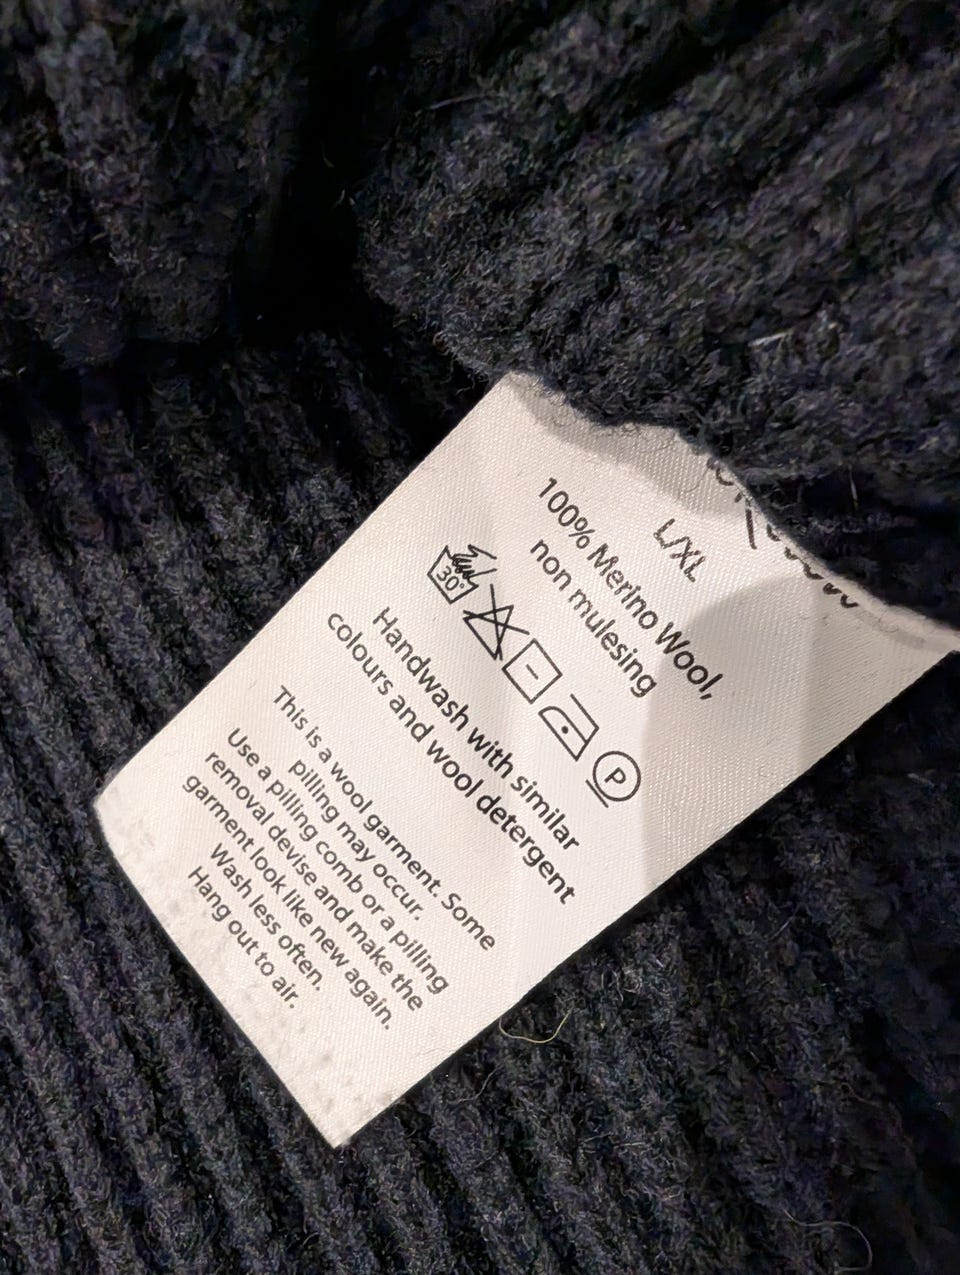 L/XL
100% Merino Wool,
non mulesing
30°
P
Handwash with similar
colours and wool detergent
This is a wool garment. Some
pilling may occur.
Use a pilling comb or a pilling
removal devise and make the
garment look like new again.
Wash less often.
Hang out to air.